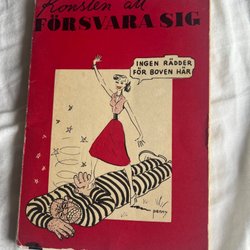 Konsten att
FÖRSVARA SIG
INGEN RÄDDER
FÖR BOVEN HÄR